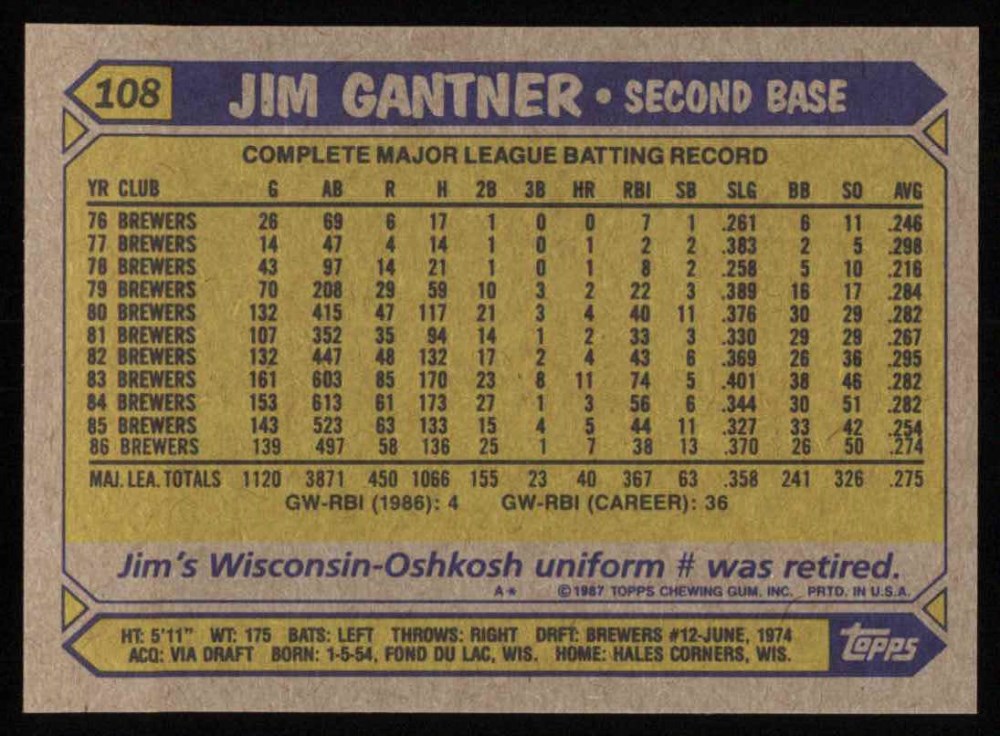 108 JIM GANTNER • SECOND BASE
COMPLETE MAJOR LEAGUE BATTING RECORD
YR CLUB G AB R H 2B 3B HR RBI SB SLG BB SO AVG
76 BREWERS 26 69 6 17 1 0 0 7 1 .261 6 11 .246
77 BREWERS 14 47 4 14 1 0 1 2 2 .383 2 5 .298
78 BREWERS 43 97 14 21 1 0 1 8 2 .258 5 10 .216
79 BREWERS 70 208 29 59 10 3 2 22 3 .389 16 17 .284
80 BREWERS 132 415 47 117 21 3 4 40 11 .376 30 29 .282
81 BREWERS 107 352 35 94 14 1 2 33 3 .330 29 29 .267
82 BREWERS 132 447 48 132 17 2 4 43 6 .369 26 36 .295
83 BREWERS 161 603 85 170 23 8 11 74 5 .401 38 46 .282
84 BREWERS 153 613 61 173 27 1 3 56 6 .344 30 51 .282
85 BREWERS 143 523 63 133 15 4 5 44 11 .327 33 42 .254
86 BREWERS 139 497 58 136 25 1 7 38 13 .370 26 50 .274
MAJ. LEA. TOTALS 1120 3871 450 1066 155 23 40 367 63 .358 241 326 .275
GW-RBI (1986): 4 GW-RBI (CAREER): 36
Jim's Wisconsin-Oshkosh uniform # was retired.
A* ©1987 TOPPS CHEWING GUM, INC. PRTD. IN U.S.A.
HT: 5'11" WT: 175 BATS: LEFT THROWS: RIGHT DRFT: BREWERS #12-JUNE, 1974
ACQ: VIA DRAFT BORN: 1-5-54, FOND DU LAC, WIS. HOME: HALES CORNERS, WIS.
topps